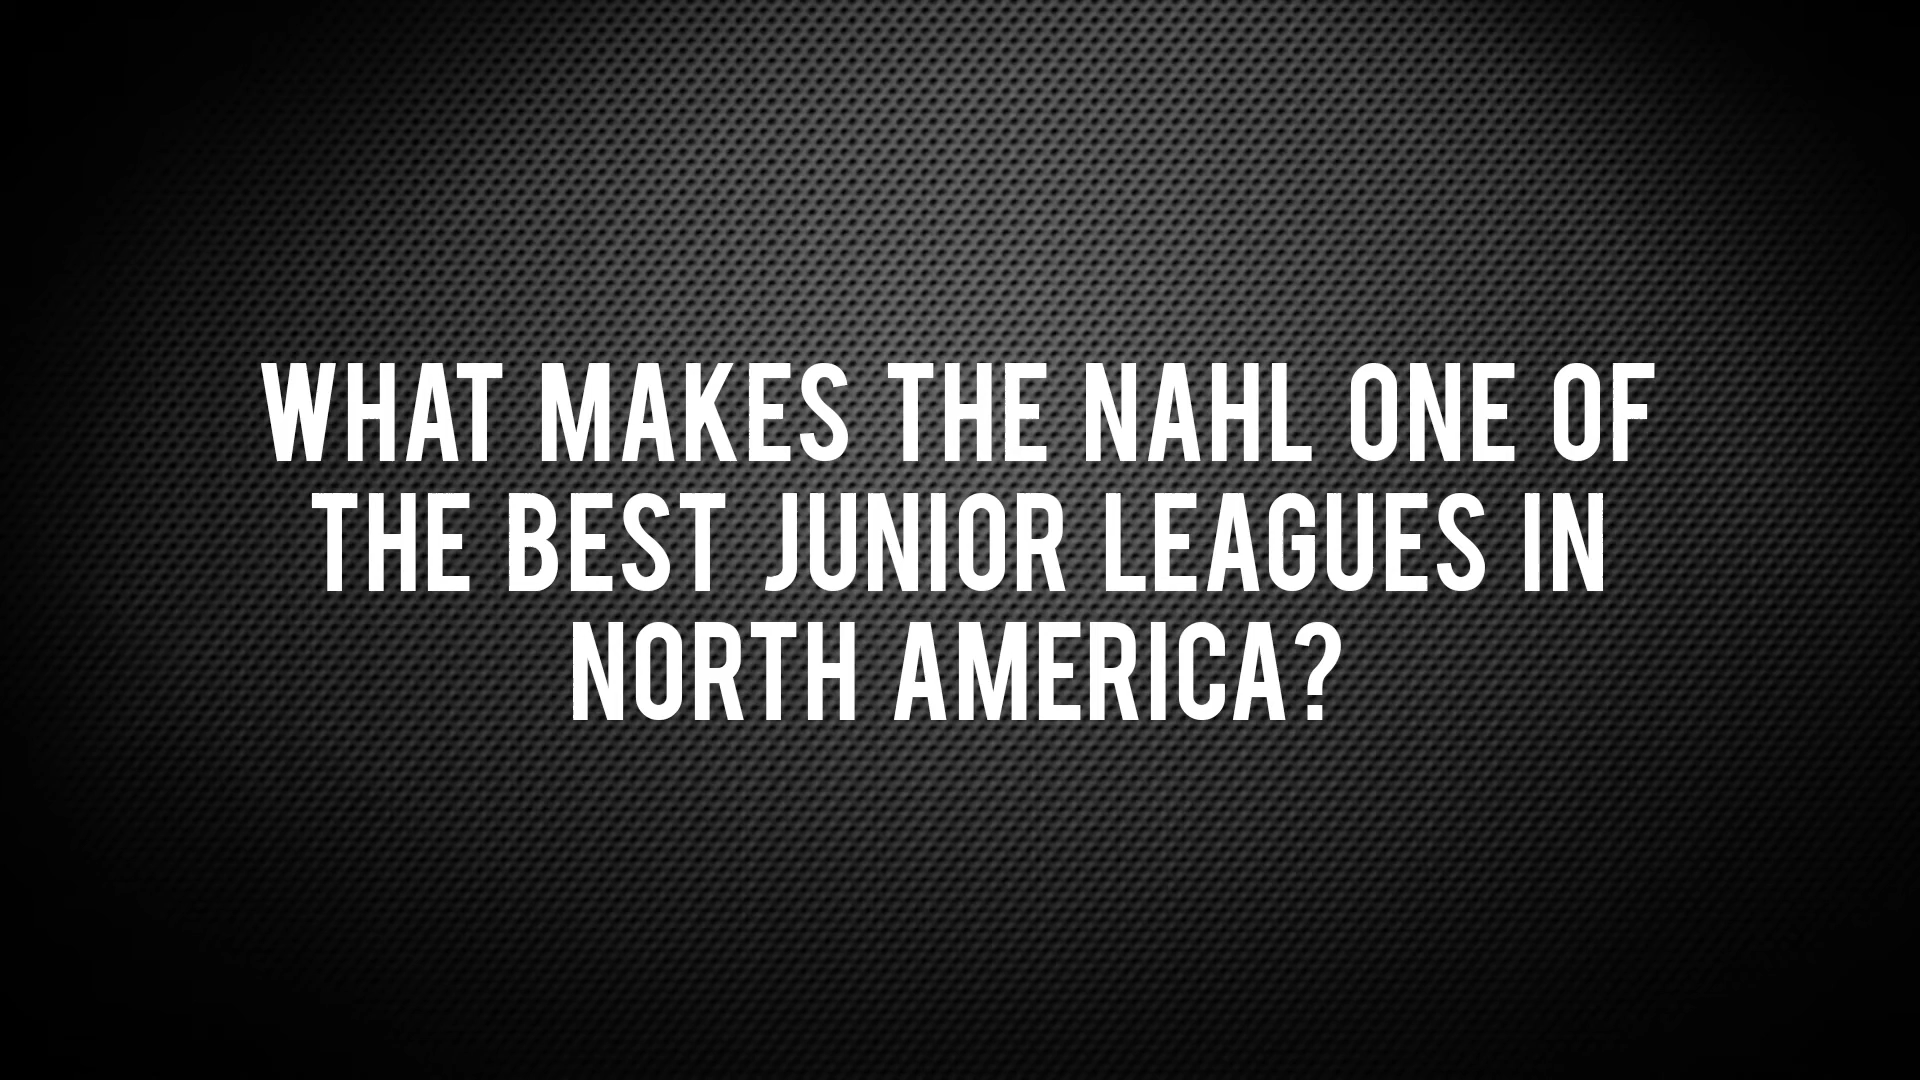 WHAT MAKES THE NAHL ONE OF
THE BEST JUNIOR LEAGUES IN
NORTH AMERICA?